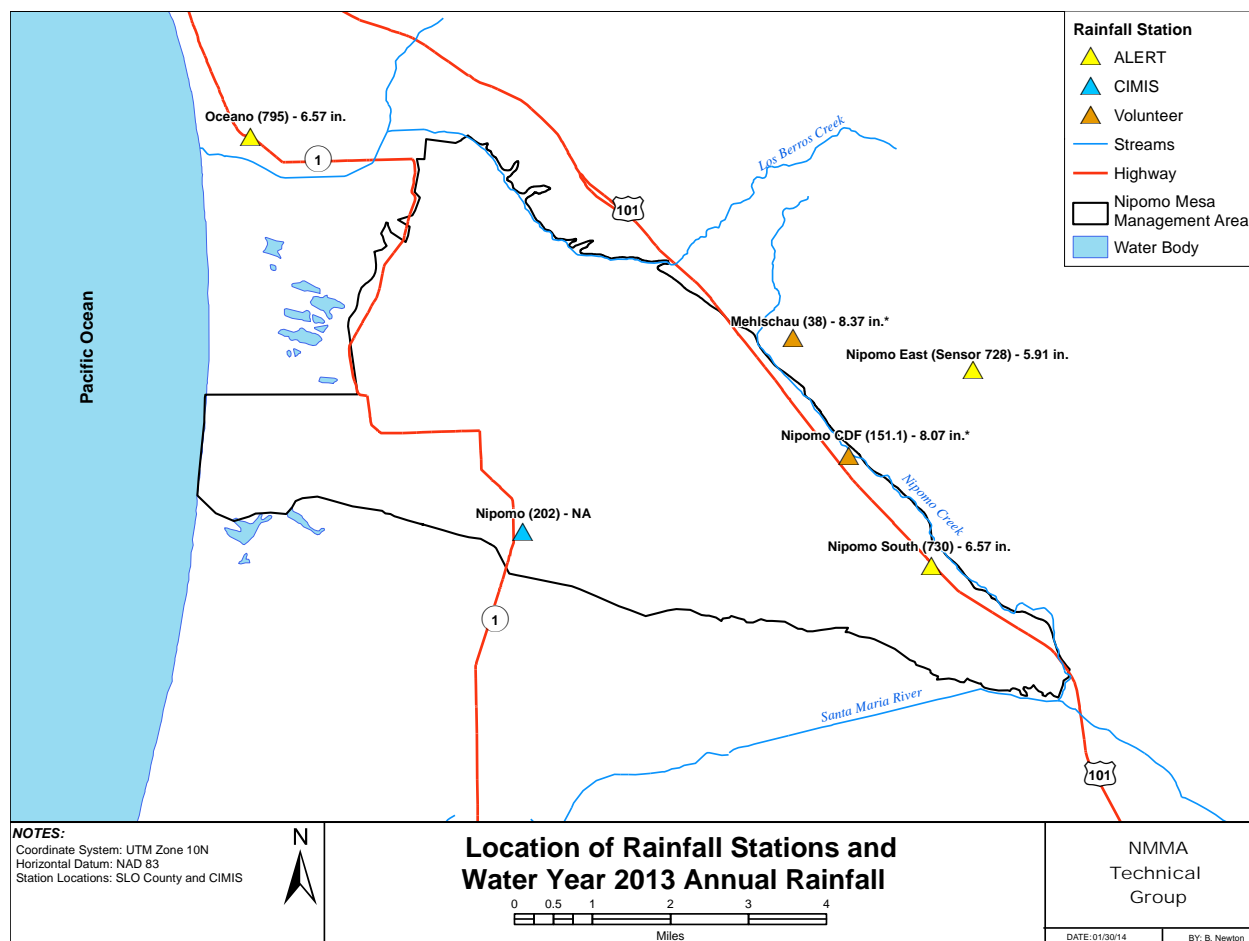 Oceano (795) - 6.57 in.
1
101
Los Berros Creek
Rainfall Station
ALERT
CIMIS
Volunteer
Streams
Highway
Nipomo Mesa
Management Area
Water Body
Pacific Ocean
Mehlschau (38) - 8.37 in.*
Nipomo East (Sensor 728) - 5.91 in.
Nipomo CDF (151.1) - 8.07 in.*
Nipomo Creek
Nipomo (202) - NA
Nipomo South (730) - 6.57 in.
1
Santa Maria River
101
NOTES:
Coordinate System: UTM Zone 10N
Horizontal Datum: NAD 83
Station Locations: SLO County and CIMIS
N
Location of Rainfall Stations and
Water Year 2013 Annual Rainfall
0 0.5 1 2 3 4
Miles
NMMA
Technical
Group
DATE: 01/30/14
BY: B. Newton